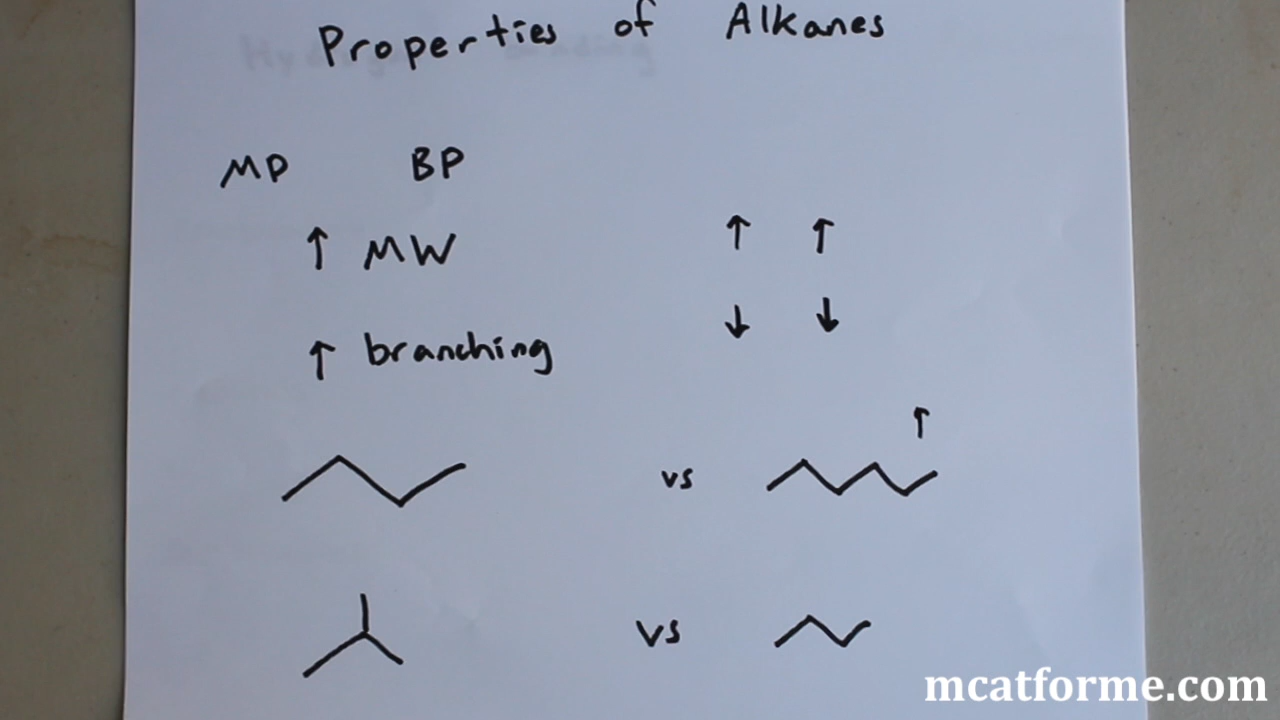 Properties of Alkanes
MP BP
↑ MW ↑ ↑
↑ branching ↓ ↓
↑
vs
vs
mcatforme.com